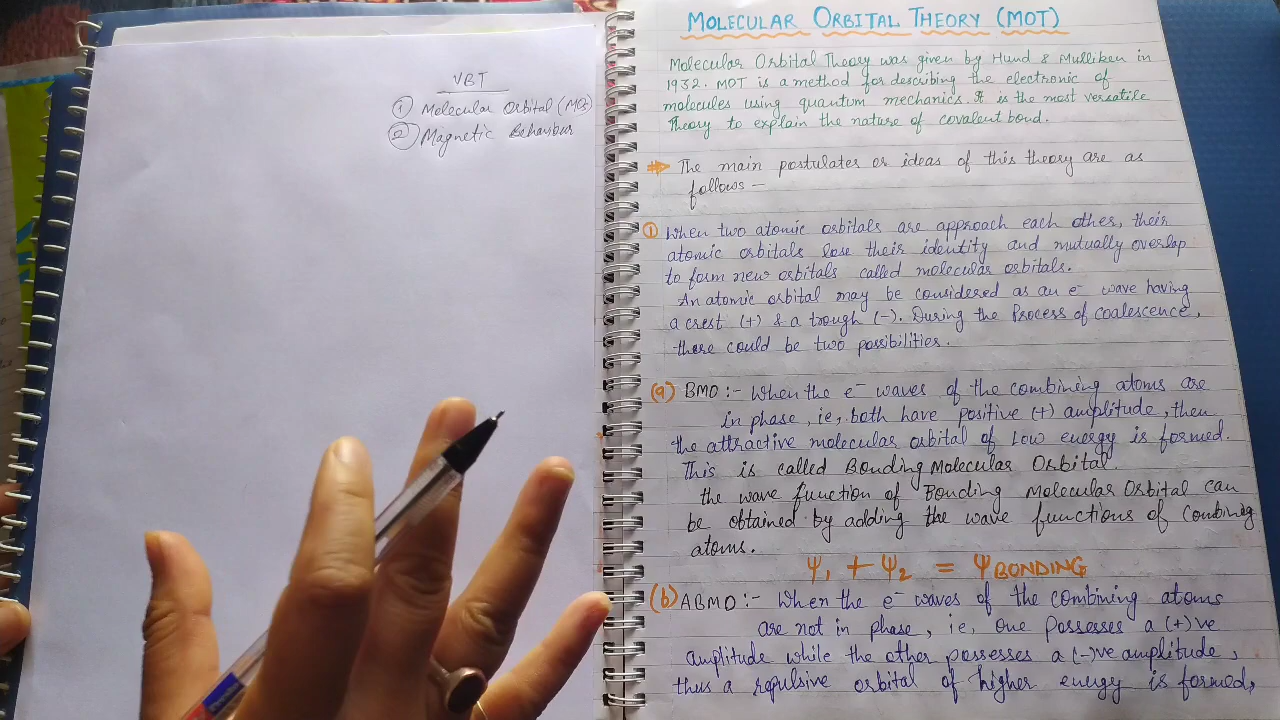 VBT
① Molecular Orbital (MO)
② Magnetic Behaviour
MOLECULAR ORBITAL THEORY (MOT)
Molecular Orbital Theory was given by Hund & Mulliken in
1932. MOT is a method for describing the electronic of
molecules using quantum mechanics. It is the most versatile
Theory to explain the nature of covalent bond.
⇒ The main postulates or ideas of this theory are as
follows —
① When two atomic orbitals are approach each other, their
atomic orbitals lose their identity and mutually overlap
to form new orbitals called molecular orbitals.
An atomic orbital may be considered as an e⁻ wave having
a crest (+) & a trough (-). During the Process of coalescence,
there could be two possibilities.
(a) BMO :- When the e⁻ waves of the combining atoms are
in phase, ie, both have positive (+) amplitude, then
the attractive molecular orbital of Low energy is formed.
This is called Bonding Molecular Orbital.
The wave function of Bonding Molecular Orbital can
be obtained by adding the wave functions of Combining
atoms.
Ψ₁ + Ψ₂ = Ψ BONDING
(b) ABMO :- When the e⁻ waves of the combining atoms
are not in phase, ie, one possesses a (+)ve
amplitude while the other possesses (-)ve amplitude,
thus a repulsive orbital of higher energy is formed,